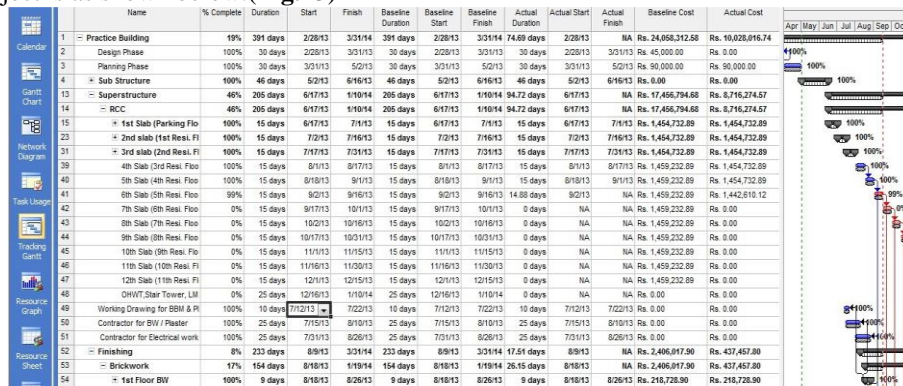 Name % Complete Duration Start Finish Baseline Duration Baseline Start Baseline Finish Actual Duration Actual Start Actual Finish Baseline Cost Actual Cost
Apr May Jun Jul Aug Sep Oc
1 Practice Building 19% 391 days 2/28/13 3/31/14 391 days 2/28/13 3/31/14 74.69 days 2/28/13 NA Rs. 24,058,312.58 Rs. 10,028,016.74
2 Design Phase 100% 30 days 2/28/13 3/31/13 30 days 2/28/13 3/31/13 30 days 2/28/13 3/31/13 Rs. 45,000.00 Rs. 0.00 100%
3 Planning Phase 100% 30 days 3/31/13 5/2/13 30 days 3/31/13 5/2/13 30 days 3/31/13 5/2/13 Rs. 90,000.00 Rs. 90,000.00 100%
4 Sub Structure 100% 46 days 5/2/13 6/16/13 46 days 5/2/13 6/16/13 46 days 5/2/13 6/16/13 Rs. 0.00 Rs. 0.00 100%
13 Superstructure 46% 205 days 6/17/13 1/10/14 205 days 6/17/13 1/10/14 94.72 days 6/17/13 NA Rs. 17,456,794.68 Rs. 8,716,274.57
14 RCC 46% 205 days 6/17/13 1/10/14 205 days 6/17/13 1/10/14 94.72 days 6/17/13 NA Rs. 17,456,794.68 Rs. 8,716,274.57
15 1st Slab (Parking Flo 100% 15 days 6/17/13 7/1/13 15 days 6/17/13 7/1/13 15 days 6/17/13 7/1/13 Rs. 1,454,732.89 Rs. 1,454,732.89 100%
23 2nd slab (1st Resi. Fl 100% 15 days 7/2/13 7/16/13 15 days 7/2/13 7/16/13 15 days 7/2/13 7/16/13 Rs. 1,454,732.89 Rs. 1,454,732.89 100%
31 3rd slab (2nd Resi. Fl 100% 15 days 7/17/13 7/31/13 15 days 7/17/13 7/31/13 15 days 7/17/13 7/31/13 Rs. 1,454,732.89 Rs. 1,454,732.89 100%
39 4th Slab (3rd Resi. Floo 100% 15 days 8/1/13 8/17/13 15 days 8/1/13 8/17/13 15 days 8/1/13 8/17/13 Rs. 1,459,232.89 Rs. 1,454,732.89 100%
40 5th Slab (4th Resi. Floo 100% 15 days 8/18/13 9/1/13 15 days 8/18/13 9/1/13 15 days 8/18/13 9/1/13 Rs. 1,459,232.89 Rs. 1,454,732.89 100%
41 6th Slab (5th Resi. Floo 99% 15 days 9/2/13 9/16/13 15 days 9/2/13 9/16/13 14.88 days 9/2/13 NA Rs. 1,459,232.89 Rs. 1,442,610.12 99%
42 7th Slab (6th Resi. Floo 0% 15 days 9/17/13 10/1/13 15 days 9/17/13 10/1/13 0 days NA NA Rs. 1,459,232.89 Rs. 0.00
43 8th Slab (7th Resi. Floo 0% 15 days 10/2/13 10/16/13 15 days 10/2/13 10/16/13 0 days NA NA Rs. 1,459,232.89 Rs. 0.00
44 9th Slab (8th Resi. Floo 0% 15 days 10/17/13 10/31/13 15 days 10/17/13 10/31/13 0 days NA NA Rs. 1,459,232.89 Rs. 0.00
45 10th Slab (9th Resi. Flo 0% 15 days 11/1/13 11/15/13 15 days 11/1/13 11/15/13 0 days NA NA Rs. 1,459,232.89 Rs. 0.00
46 11th Slab (10th Resi. Fl 0% 15 days 11/16/13 11/30/13 15 days 11/16/13 11/30/13 0 days NA NA Rs. 1,459,232.89 Rs. 0.00
47 12th Slab (11th Resi. Fl 0% 15 days 12/1/13 12/15/13 15 days 12/1/13 12/15/13 0 days NA NA Rs. 1,459,232.89 Rs. 0.00
48 OHWT,Stair Tower, LM 0% 25 days 12/16/13 1/10/14 25 days 12/16/13 1/10/14 0 days NA NA Rs. 0.00 Rs. 0.00
49 Working Drawing for BBM & Pl 100% 10 days 7/12/13 7/22/13 10 days 7/12/13 7/22/13 10 days 7/12/13 7/22/13 Rs. 0.00 Rs. 0.00 100%
50 Contractor for BW / Plaster 100% 25 days 7/15/13 8/10/13 25 days 7/15/13 8/10/13 25 days 7/15/13 8/10/13 Rs. 0.00 Rs. 0.00 100%
51 Contractor for Electrical work 100% 25 days 7/31/13 8/26/13 25 days 7/31/13 8/26/13 25 days 7/31/13 8/26/13 Rs. 0.00 Rs. 0.00 100%
52 Finishing 8% 233 days 8/9/13 3/31/14 233 days 8/9/13 3/31/14 17.51 days 8/9/13 NA Rs. 2,406,017.90 Rs. 437,457.80
53 Brickwork 17% 154 days 8/18/13 1/19/14 154 days 8/18/13 1/19/14 26.15 days 8/18/13 NA Rs. 2,406,017.90 Rs. 437,457.80
54 1st Floor BW 100% 9 days 8/18/13 8/26/13 9 days 8/18/13 8/26/13 9 days 8/18/13 8/26/13 Rs. 218,728.90 Rs. 218,728.90 100%
Calendar
Gantt Chart
Network Diagram
Task Usage
Tracking Gantt
Resource Graph
Resource Sheet